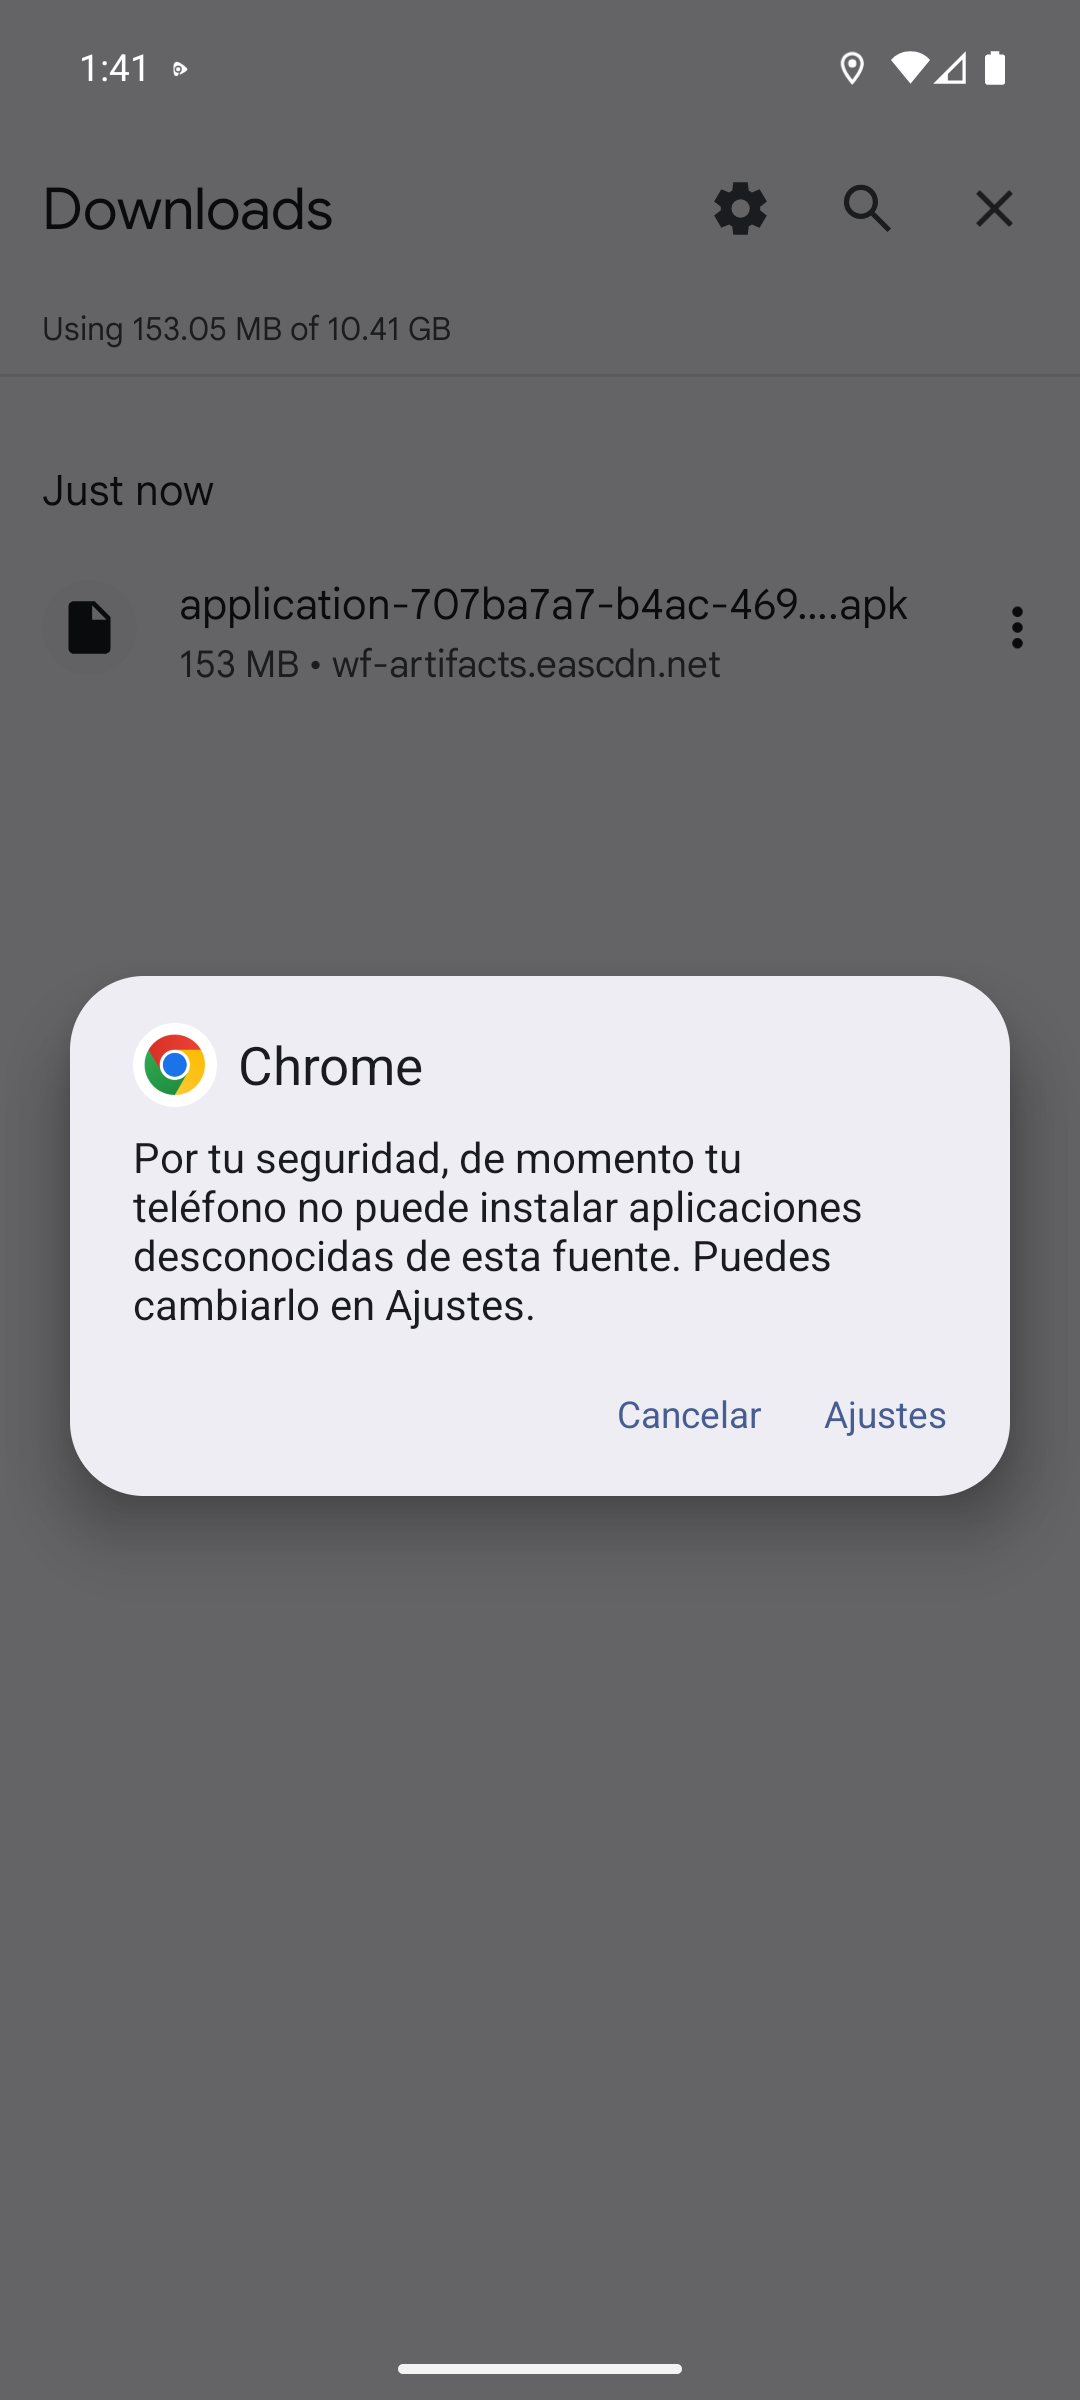 1:41
Downloads
Using 153.05 MB of 10.41 GB
Just now
application-707ba7a7-b4ac-469....apk
153 MB • wf-artifacts.eascdn.net
Chrome
Por tu seguridad, de momento tu
teléfono no puede instalar aplicaciones
desconocidas de esta fuente. Puedes
cambiarlo en Ajustes.
Cancelar Ajustes